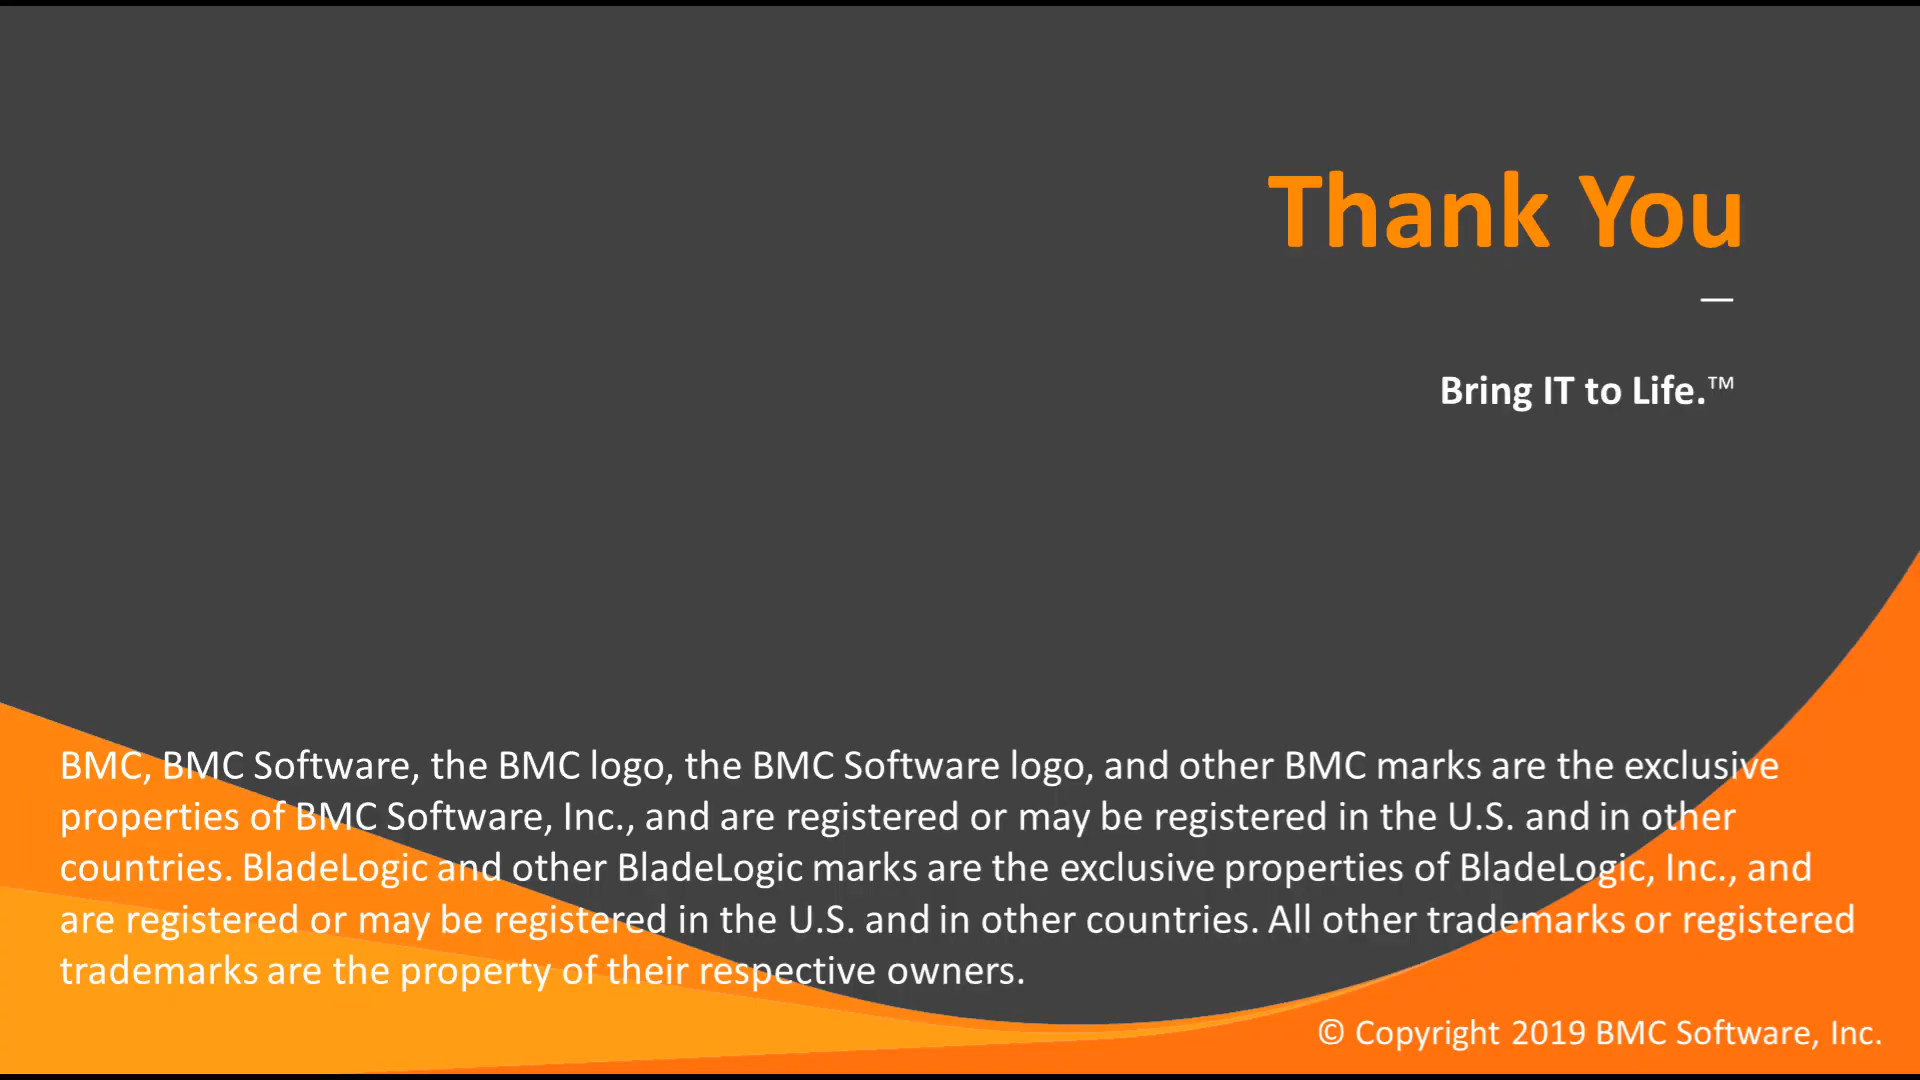 Thank You
—
Bring IT to Life.™
BMC, BMC Software, the BMC logo, the BMC Software logo, and other BMC marks are the exclusive
properties of BMC Software, Inc., and are registered or may be registered in the U.S. and in other
countries. BladeLogic and other BladeLogic marks are the exclusive properties of BladeLogic, Inc., and
are registered or may be registered in the U.S. and in other countries. All other trademarks or registered
trademarks are the property of their respective owners.
© Copyright 2019 BMC Software, Inc.